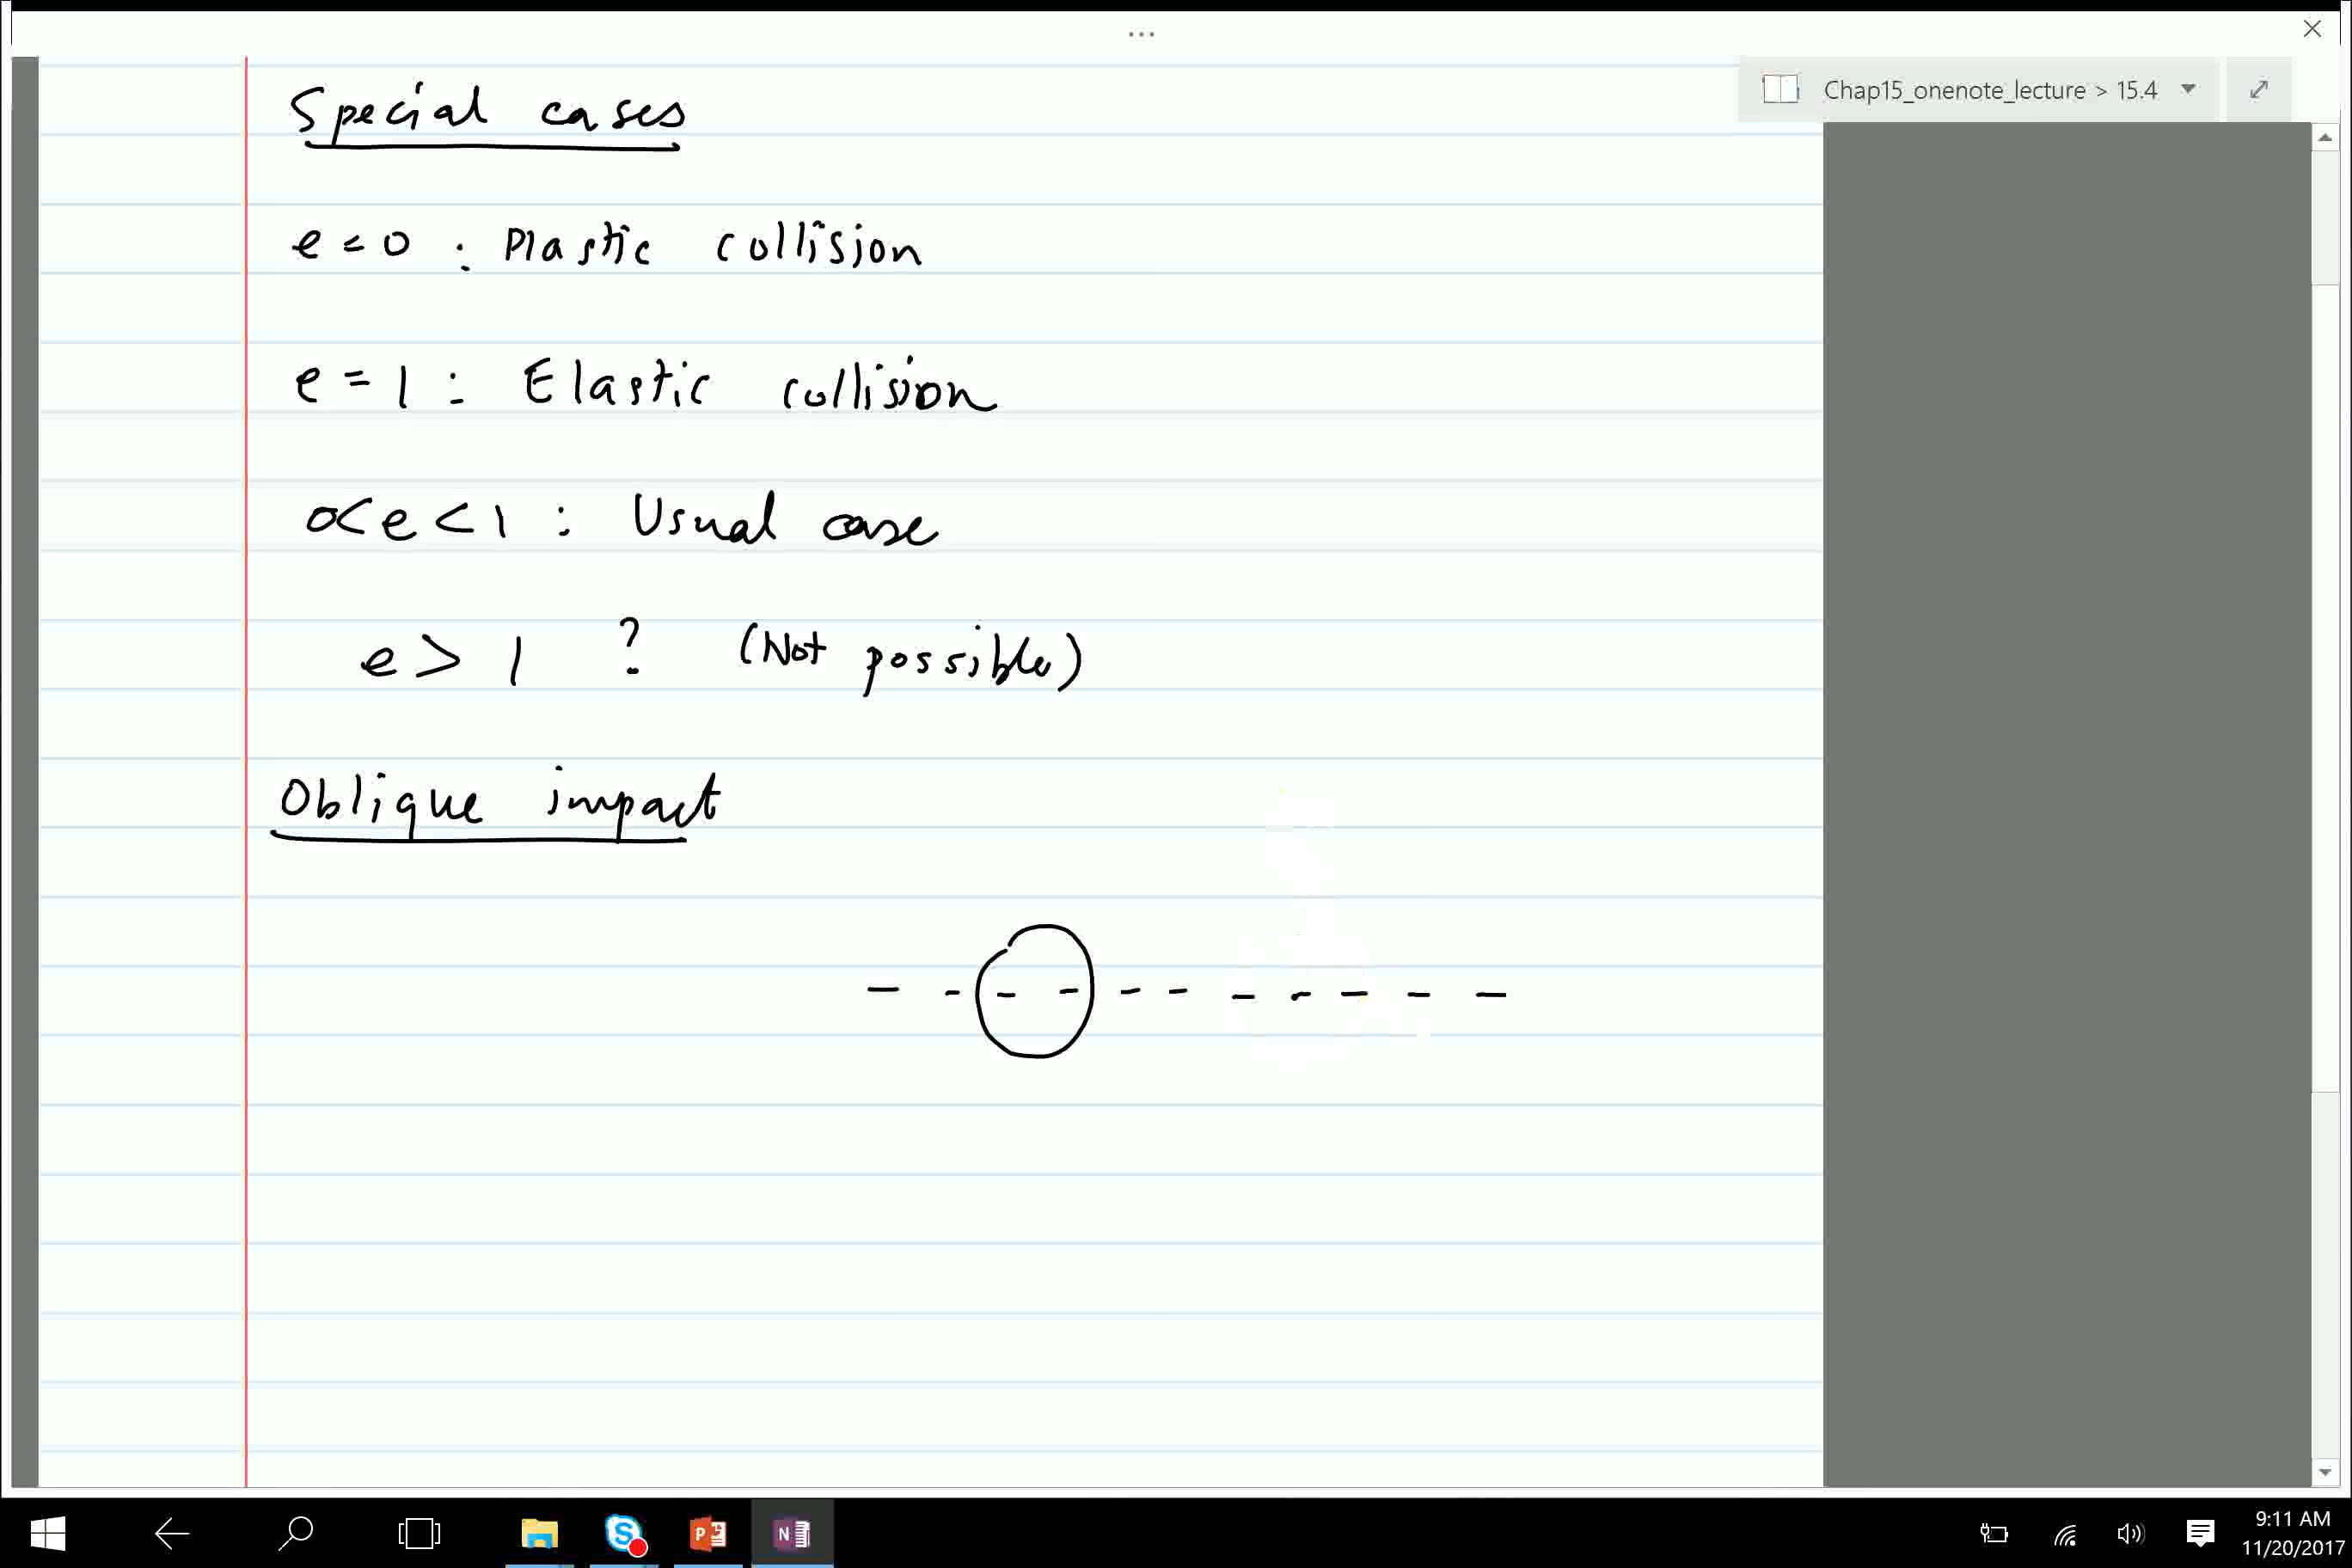 ...
Chap15_onenote_lecture > 15.4
Special cases
e = 0 : Plastic collision
e = 1 : Elastic collision
0 < e < 1 : Usual case
e > 1 ? (Not possible)
Oblique impact
9:11 AM
11/20/2017